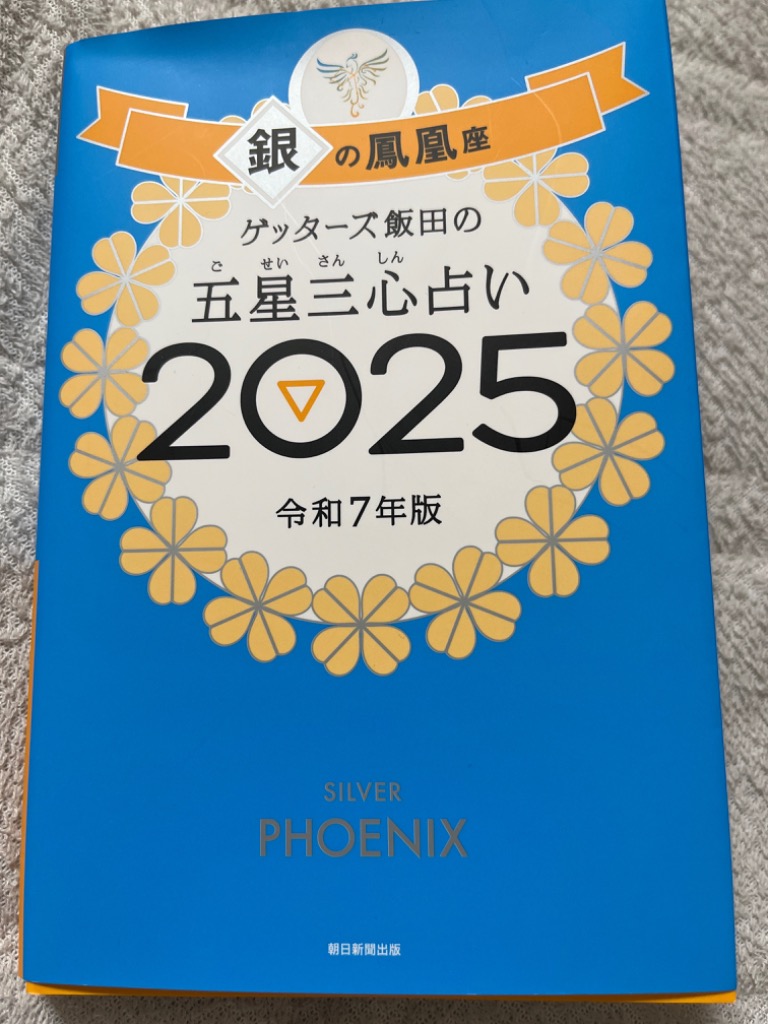 銀の鳳凰座
ゲッターズ飯田の
ご せい さん しん
五星三心占い
2025
令和7年版
SILVER
PHOENIX
朝日新聞出版